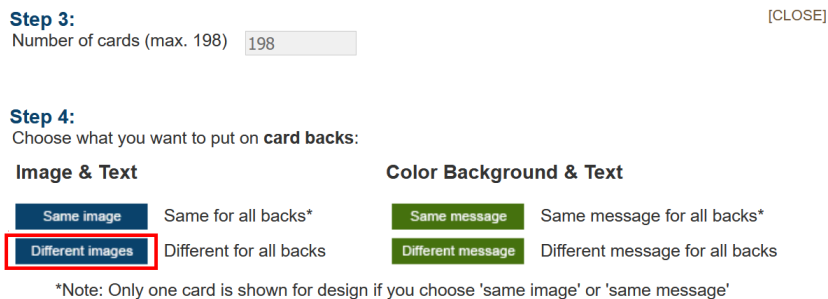 Step 3:
[CLOSE]
Number of cards (max. 198) 198
Step 4:
Choose what you want to put on card backs:
Image & Text
Color Background & Text
Same image Same for all backs*
Same message Same message for all backs*
Different images Different for all backs
Different message Different message for all backs
*Note: Only one card is shown for design if you choose 'same image' or 'same message'